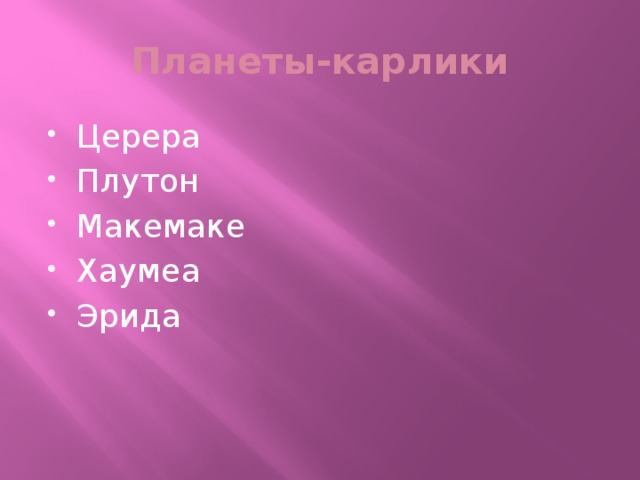 Планеты-карлики
• Церера
• Плутон
• Макемаке
• Хаумеа
• Эрида